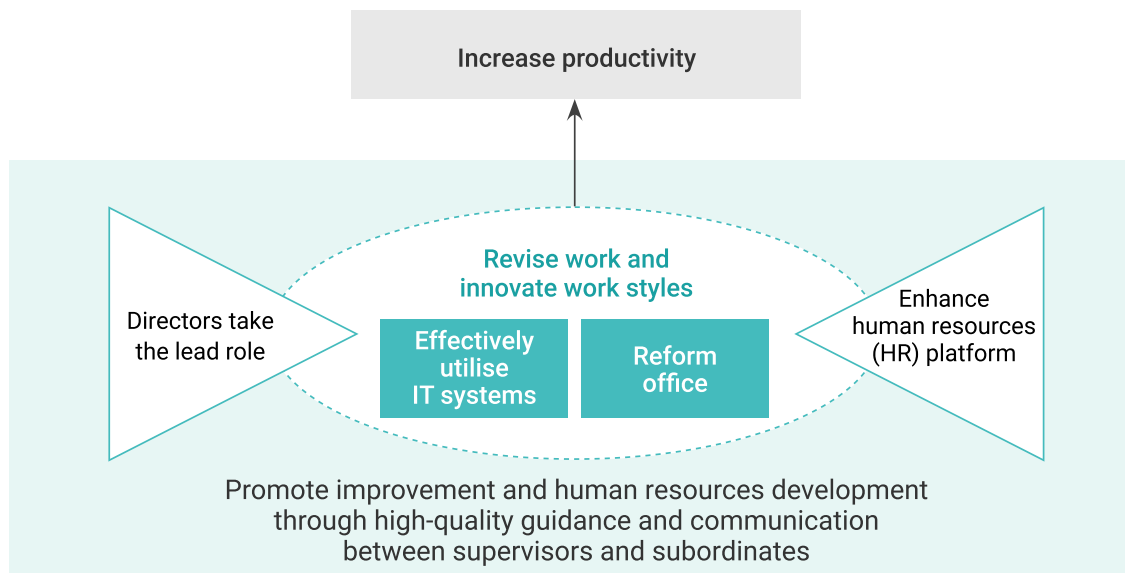 Increase productivity
Revise work and
innovate work styles
Directors take
the lead role
Effectively
utilise
IT systems
Reform
office
Enhance
human resources
(HR) platform
Promote improvement and human resources development
through high-quality guidance and communication
between supervisors and subordinates